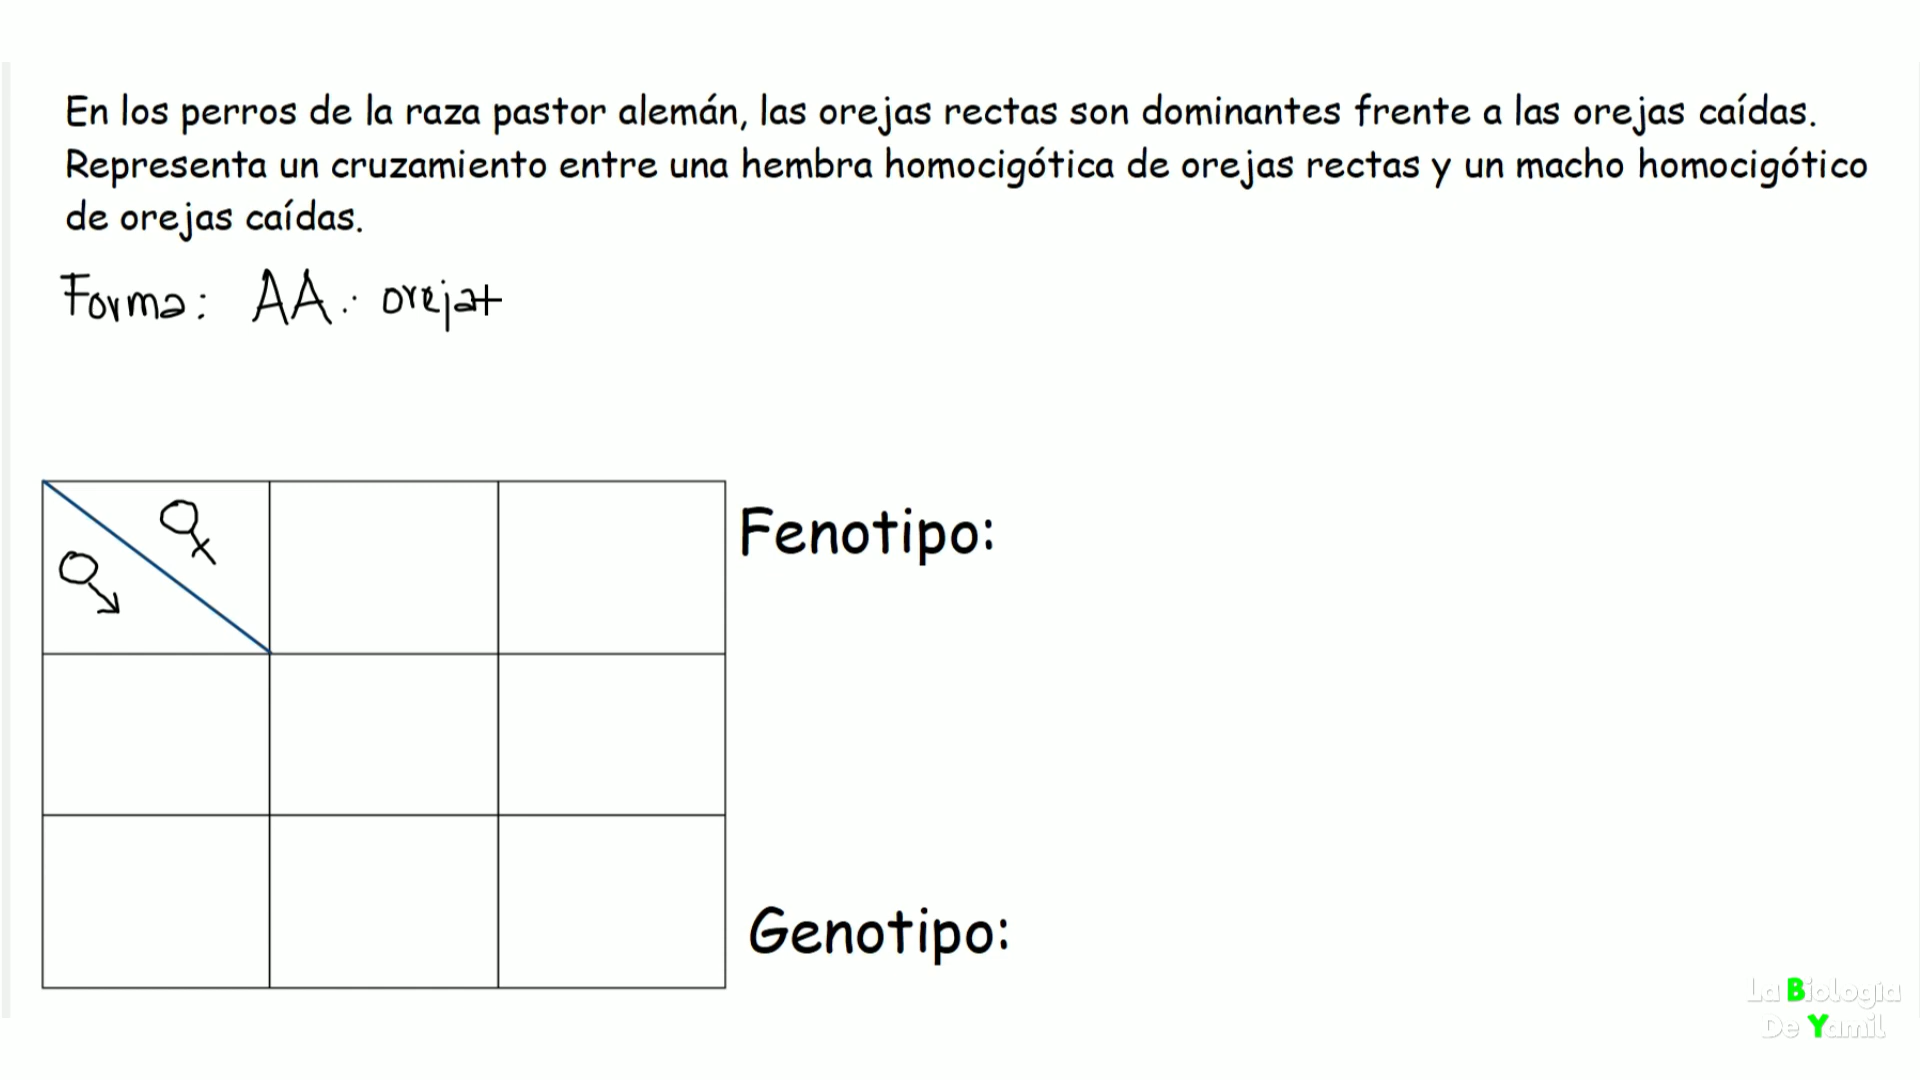 En los perros de la raza pastor alemán, las orejas rectas son dominantes frente a las orejas caídas.
Representa un cruzamiento entre una hembra homocigótica de orejas rectas y un macho homocigótico
de orejas caídas.
Forma: AA: oreja
Fenotipo:
Genotipo:
La Biología
De Yamil